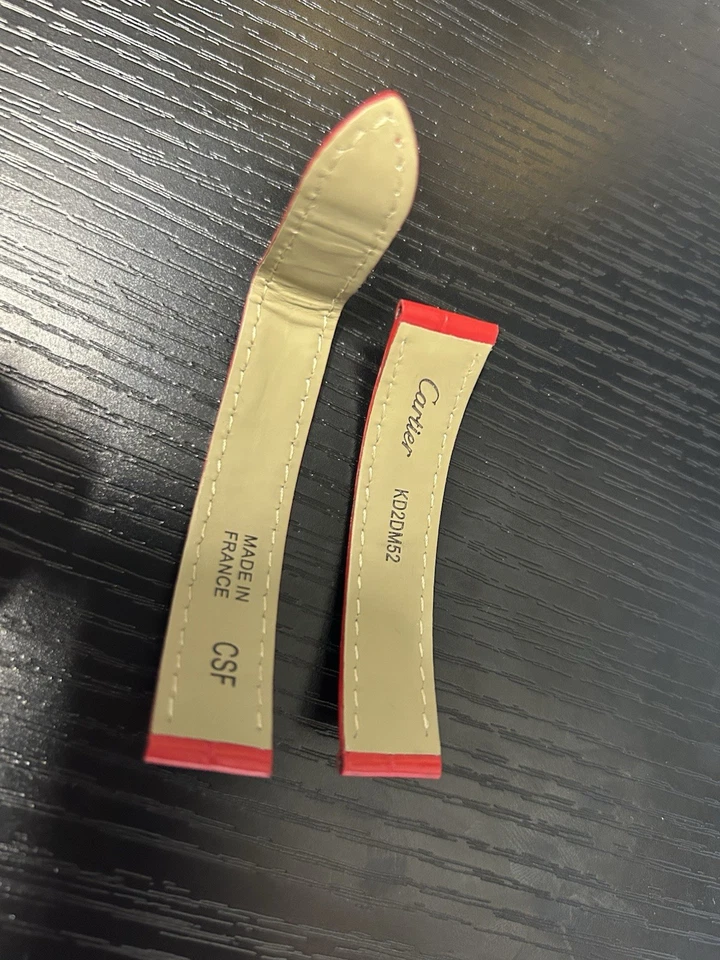 MADE IN
FRANCE
CSF
Cartier
KD2DM52